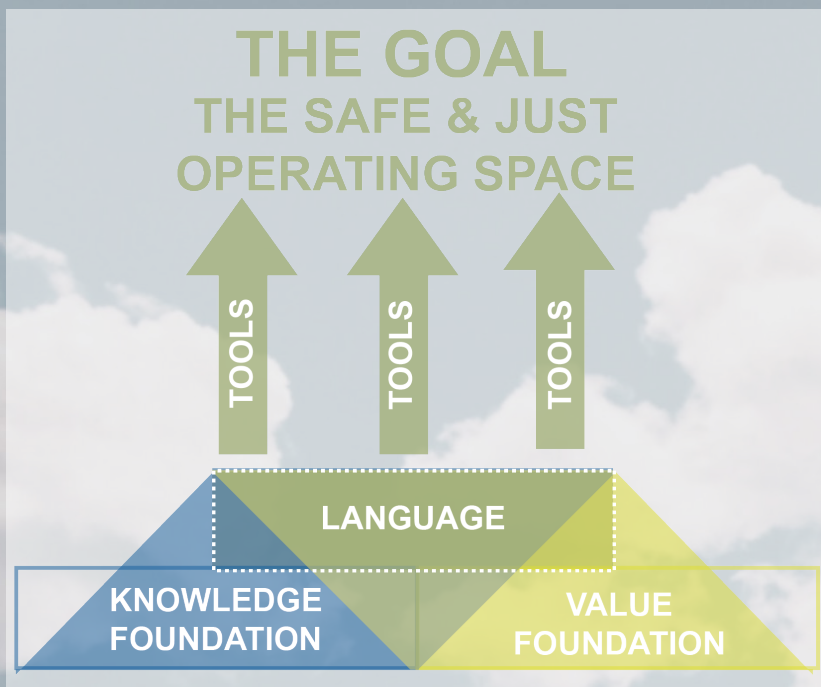 THE GOAL
THE SAFE & JUST
OPERATING SPACE
TOOLS
TOOLS
TOOLS
LANGUAGE
KNOWLEDGE
FOUNDATION
VALUE
FOUNDATION